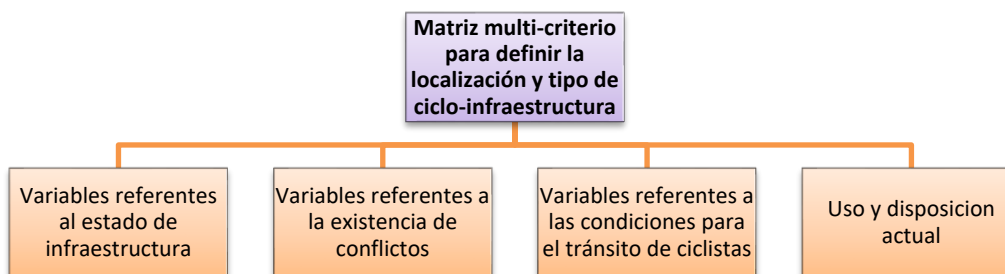 Matriz multi-criterio
para definir la
localización y tipo de
ciclo-infraestructura
Variables referentes
al estado de
infraestructura
Variables referentes a
la existencia de
conflictos
Variables referentes a
las condiciones para
el tránsito de ciclistas
Uso y disposicion
actual